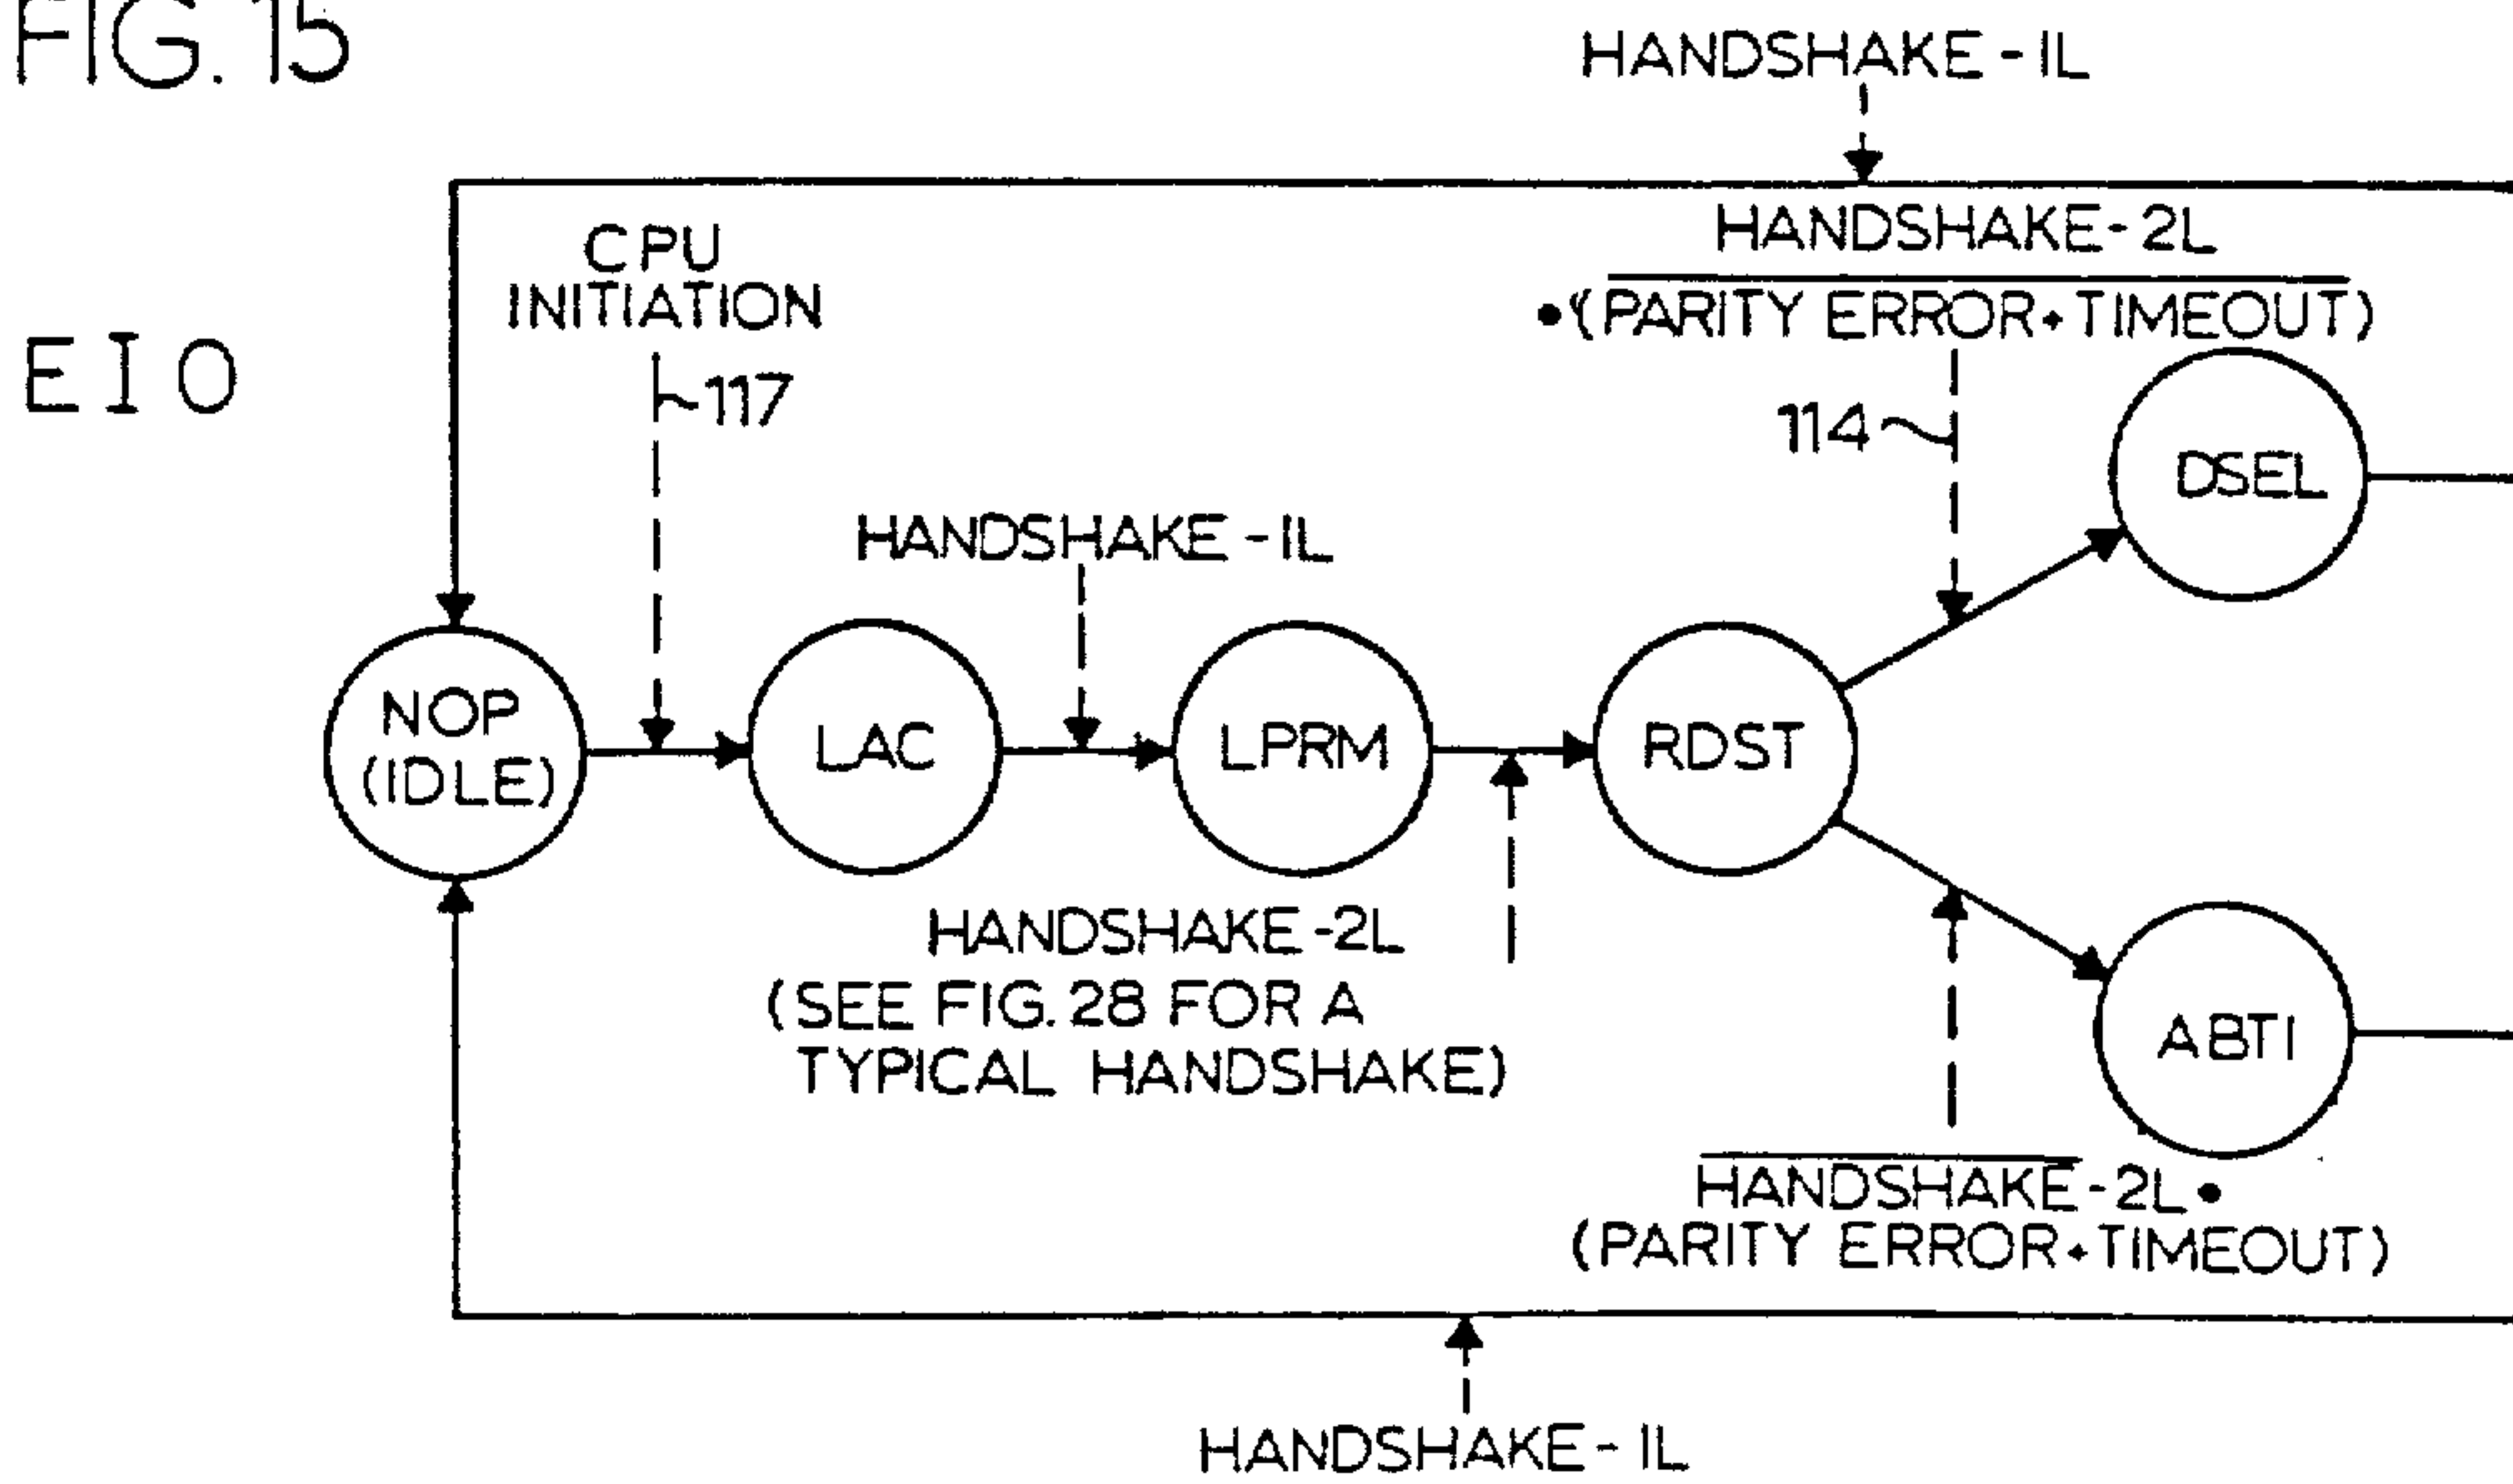 FIG. 15
HANDSHAKE-1L
HANDSHAKE-2L
•(PARITY ERROR+TIMEOUT)
CPU
INITIATION
117
EIO
114
DSEL
HANDSHAKE-1L
NOP
(IDLE)
LAC
LPRM
RDST
HANDSHAKE-2L
(SEE FIG. 28 FOR A
TYPICAL HANDSHAKE)
ABTI
HANDSHAKE-2L•
(PARITY ERROR+TIMEOUT)
HANDSHAKE-1L